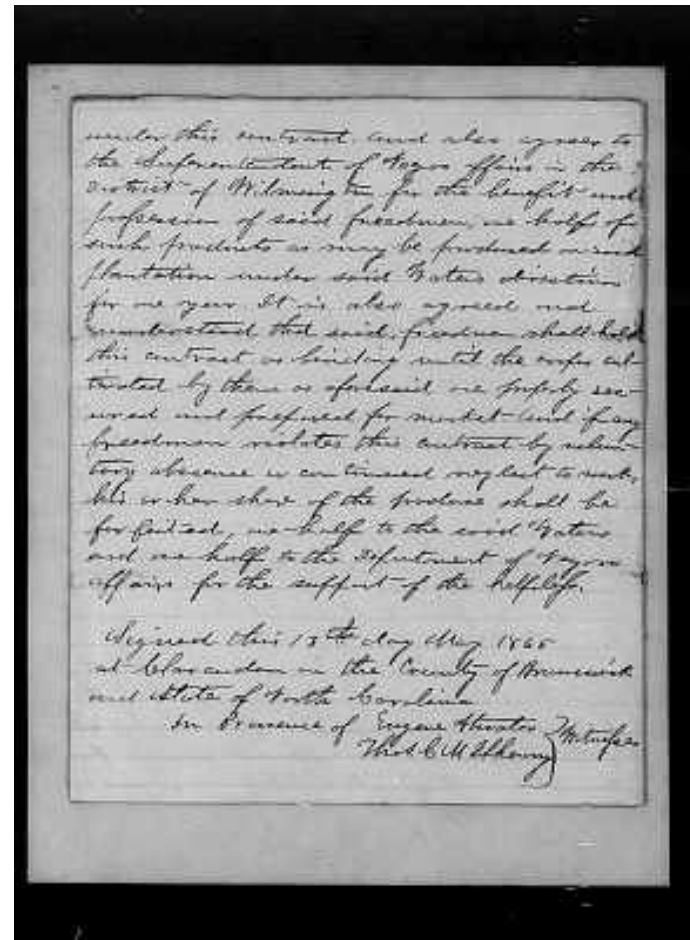 under this contract and also agrees to
the Superentendent of Negro affairs in the
District of Wilmington for the benefit and
possession of said freedmen, one half of
such products as may be produced on said
plantation under said Waters direction
for one year. It is also agreed and
understood that said freedmen shall hold
this contract as binding until the crops cul-
tivated by them as aforesaid are properly sec-
ured and prepared for market and if any
freedman violates this contract by volun-
tary absence or continued neglect to work,
his or her share of the produce shall be
forfeited, one-half to the said Waters
and one half to the Department of Negro
affairs for the support of the helpless.
Signed this 13th day May 1865
at Clarendon in the County of Brunswick
and State of North Carolina
In Presence of Eugene
Thos. C. Witnesses